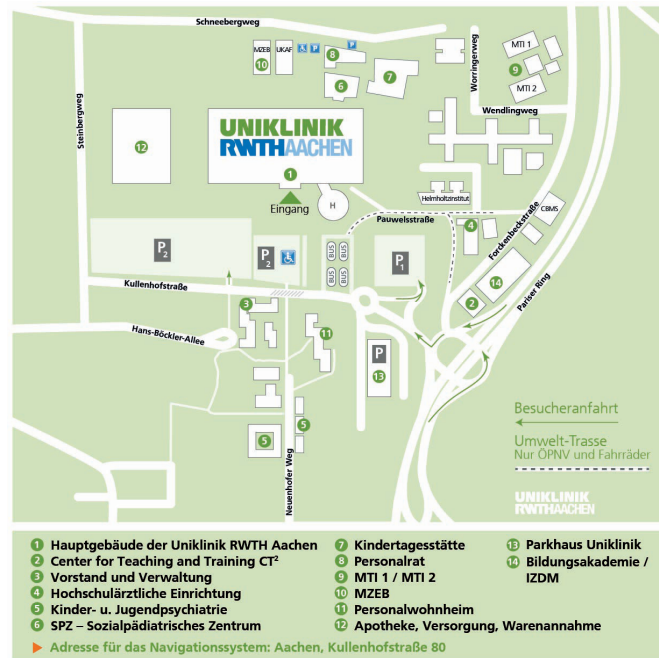 Schneebergweg
Steinbergweg
MZEB
UKAF
10
P
P
8
6
7
Worringerweg
MTI 1
9
MTI 2
Wendlingweg
UNIKLINIK
RWTHAACHEN
12
1
Eingang
H
Helmholtzinstitut
Pauwelsstraße
4
CBMS
Forckenbeckstraße
P2
P2
BUS
BUS
BUS
BUS
P1
14
2
Pariser Ring
Kullenhofstraße
3
Hans-Böckler-Allee
11
P
13
5
5
Neuenhofer Weg
Besucheranfahrt
Umwelt-Trasse
Nur ÖPNV und Fahrräder
UNIKLINIK
RWTHAACHEN
1 Hauptgebäude der Uniklinik RWTH Aachen
2 Center for Teaching and Training CT²
3 Vorstand und Verwaltung
4 Hochschulärztliche Einrichtung
5 Kinder- u. Jugendpsychiatrie
6 SPZ – Sozialpädiatrisches Zentrum
7 Kindertagesstätte
8 Personalrat
9 MTI 1 / MTI 2
10 MZEB
11 Personalwohnheim
12 Apotheke, Versorgung, Warenannahme
13 Parkhaus Uniklinik
14 Bildungsakademie /
IZDM
Adresse für das Navigationssystem: Aachen, Kullenhofstraße 80